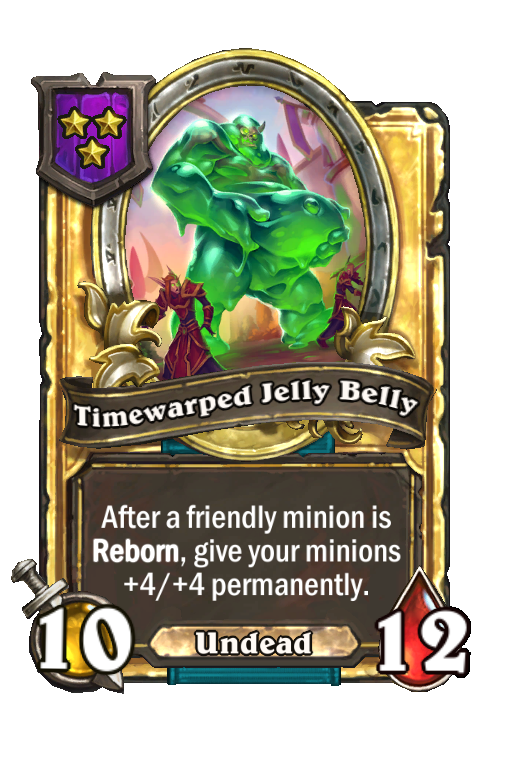 Timewarped Jelly Belly
After a friendly minion is
Reborn, give your minions
+4/+4 permanently.
10
Undead
12